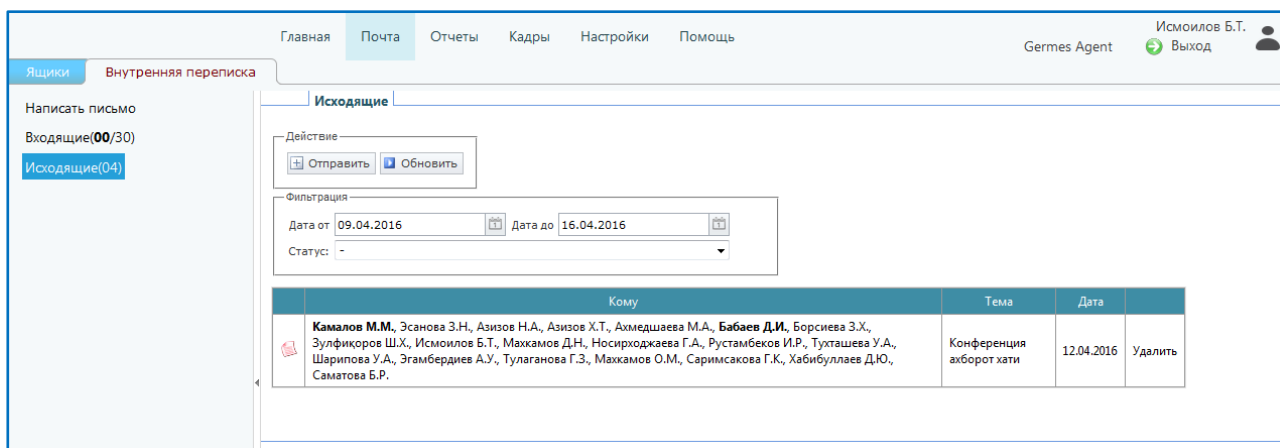 Главная Почта Отчеты Кадры Настройки Помощь
Исмоилов Б.Т.
Germes Agent Выход
Ящики Внутренняя переписка
Написать письмо
Входящие(00/30)
Исходящие(04)
Исходящие
Действие
Отправить Обновить
Фильтрация
Дата от 09.04.2016 Дата до 16.04.2016
Статус: -
Кому Тема Дата
Камалов М.М., Эсанова З.Н., Азизов Н.А., Азизов Х.Т., Ахмедшаева М.А., Бабаев Д.И., Борсиева З.Х.,
Зулфиқоров Ш.Х., Исмоилов Б.Т., Махкамов Д.Н., Носирходжаева Г.А., Рустамбеков И.Р., Тухташева У.А.,
Шарипова У.А., Эгамбердиев А.У., Тулаганова Г.З., Махкамов О.М., Саримсакова Г.К., Хабибуллаев Д.Ю.,
Саматова Б.Р.
Конференция
ахборот хати
12.04.2016 Удалить